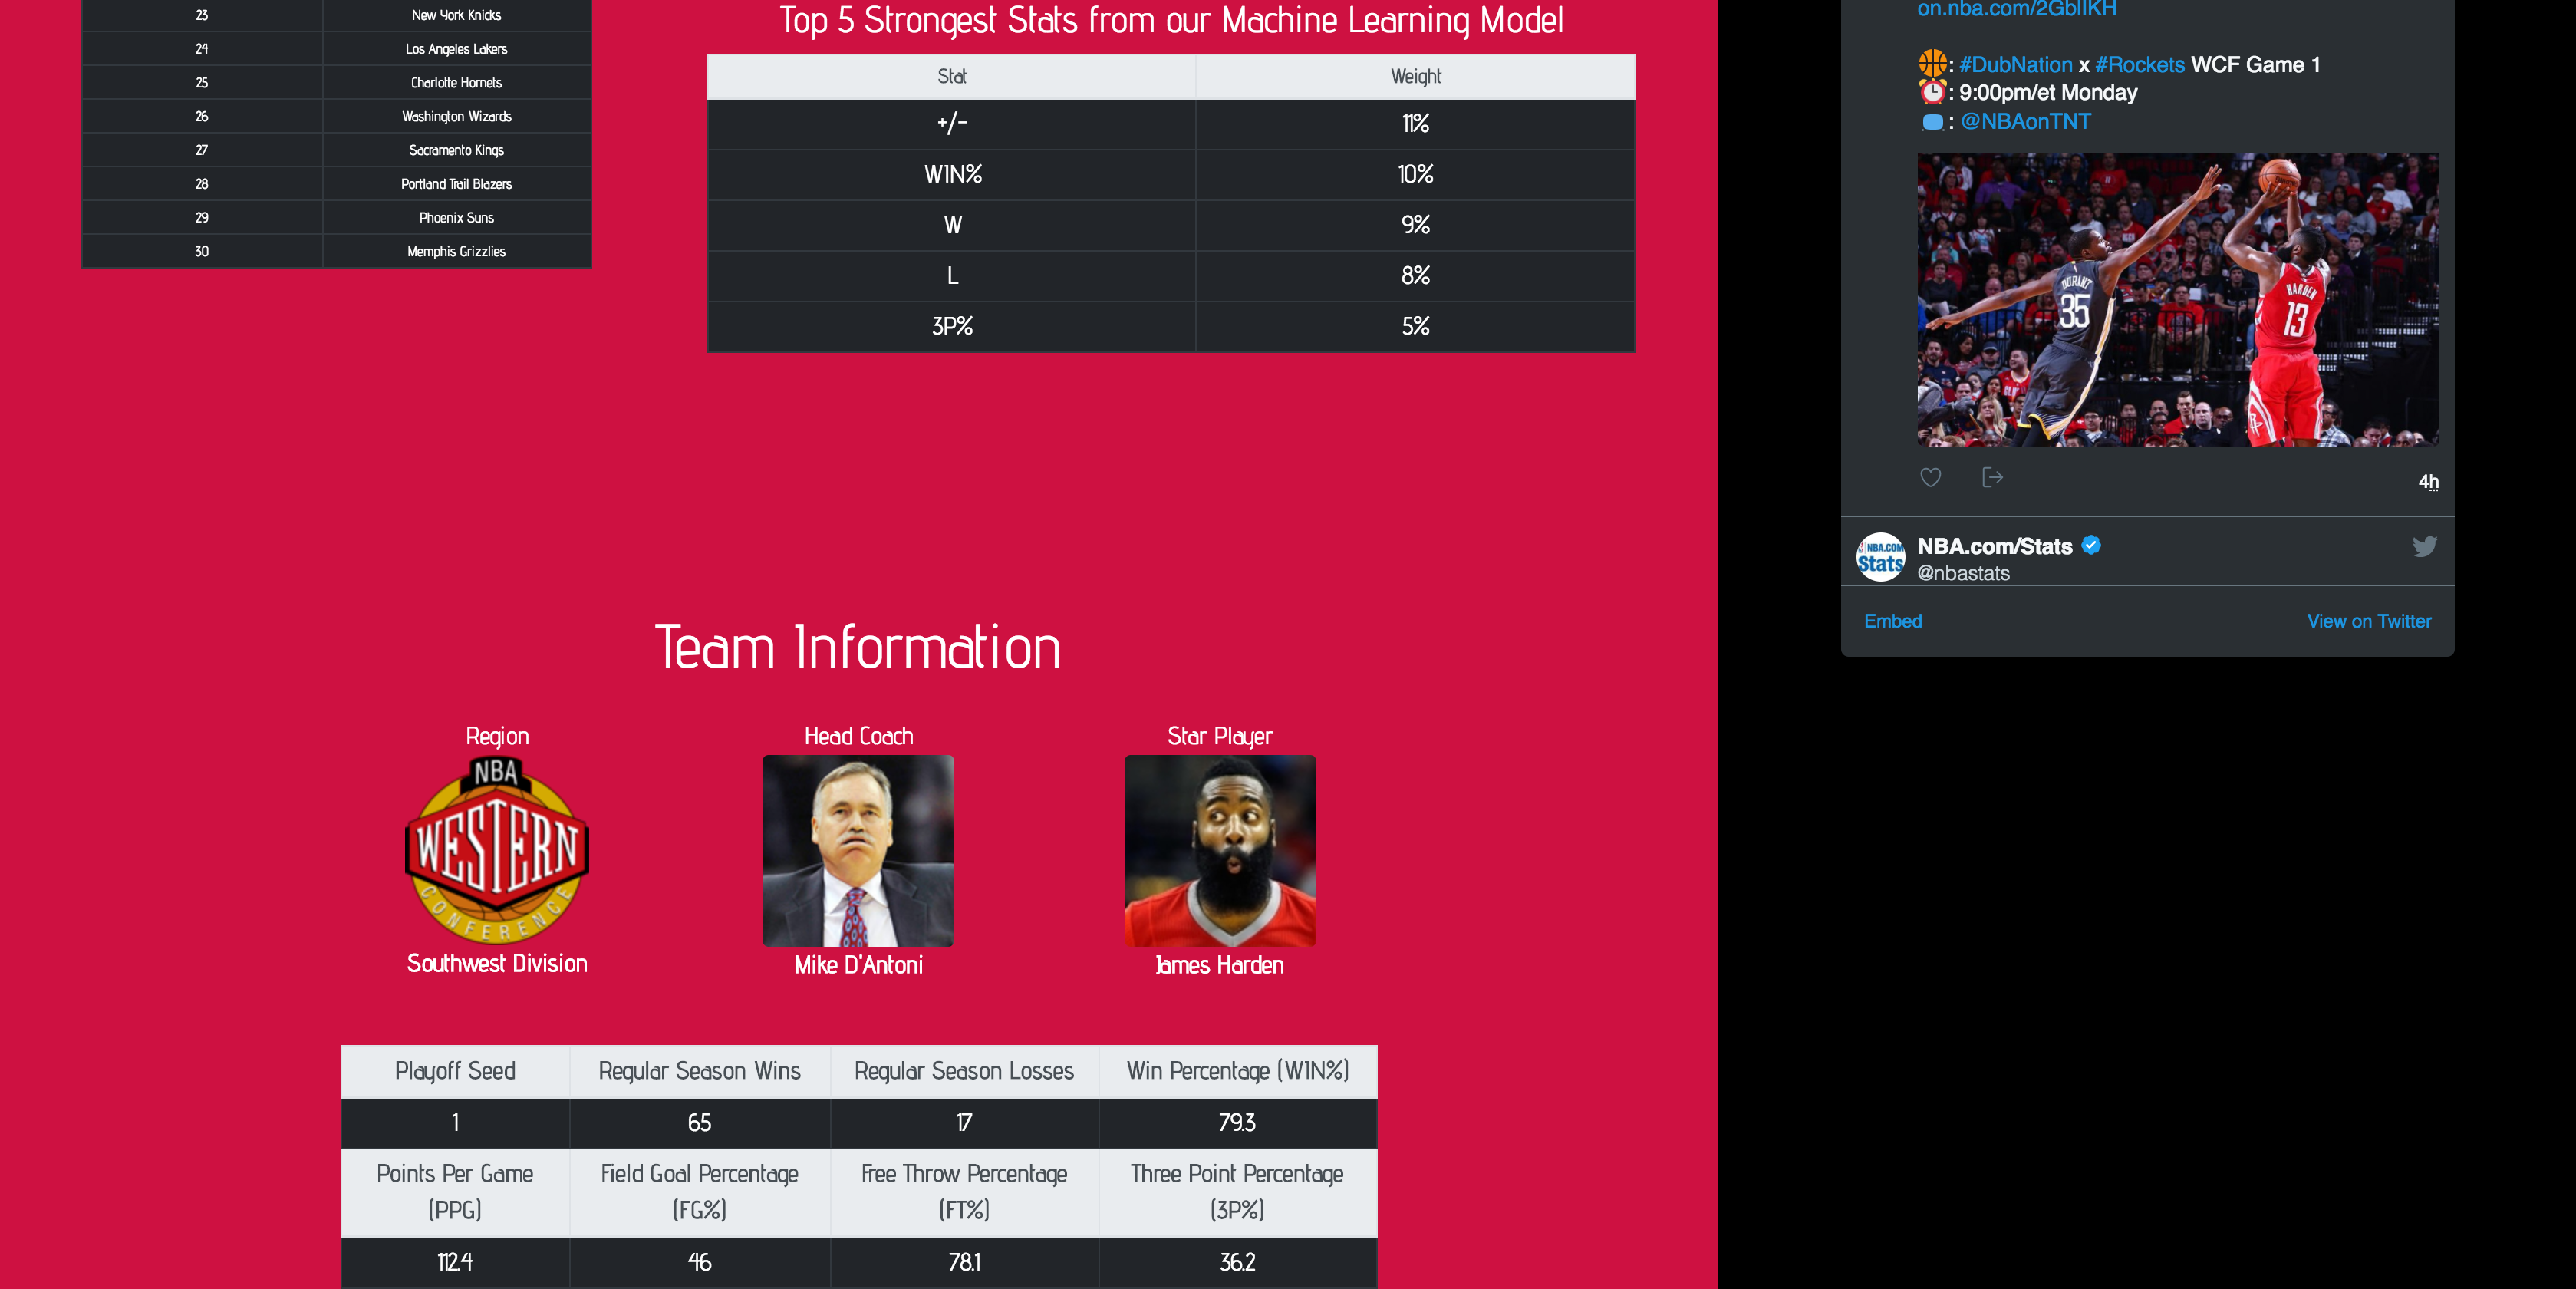 23 New York Knicks
24 Los Angeles Lakers
25 Charlotte Hornets
26 Washington Wizards
27 Sacramento Kings
28 Portland Trail Blazers
29 Phoenix Suns
30 Memphis Grizzlies
Top 5 Strongest Stats from our Machine Learning Model
Stat Weight
+/- 11%
WIN% 10%
W 9%
L 8%
3P% 5%
Team Information
Region Head Coach Star Player
NBA
WESTERN
CONFERENCE
Southwest Division Mike D'Antoni James Harden
Playoff Seed Regular Season Wins Regular Season Losses Win Percentage (WIN%)
1 65 17 79.3
Points Per Game Field Goal Percentage Free Throw Percentage Three Point Percentage
(PPG) (FG%) (FT%) (3P%)
112.4 46 78.1 36.2
: #DubNation x #Rockets WCF Game 1
: 9:00pm/et Monday
: @NBAonTNT
DURANT
35
HARDEN
13
4h
NBA.COM
Stats
NBA.com/Stats
@nbastats
Embed View on Twitter